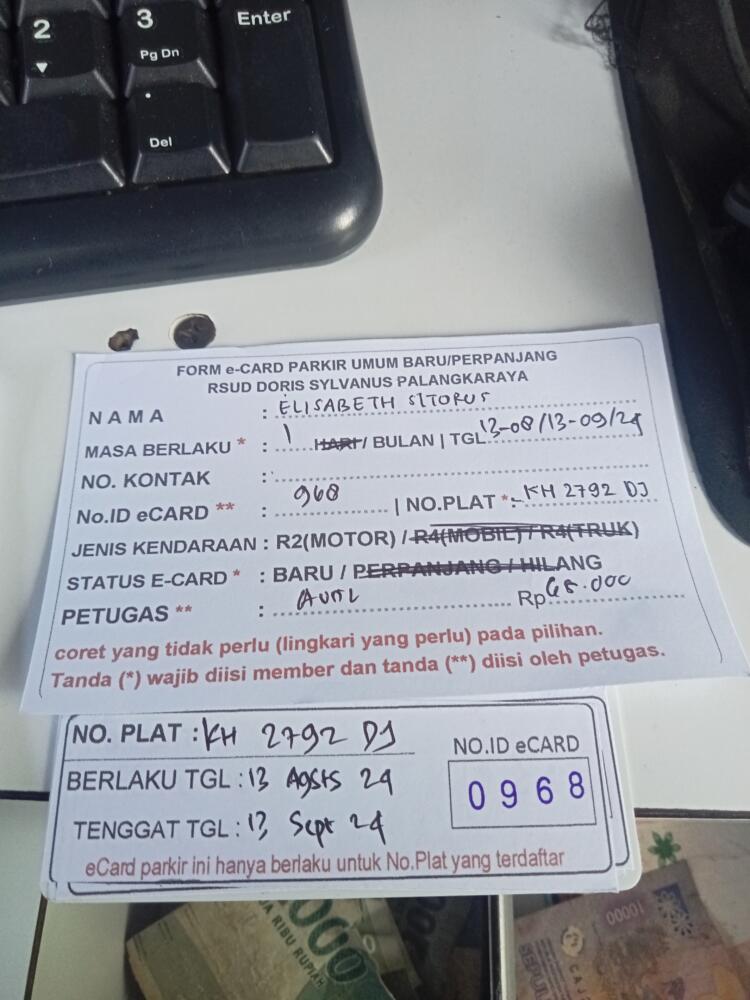 2
3
Pg Dn
Enter
.
Del
FORM e-CARD PARKIR UMUM BARU/PERPANJANG
RSUD DORIS SYLVANUS PALANGKARAYA
NAMA : ELISABETH SITORUS
MASA BERLAKU * : 1 HARI / BULAN | TGL 13-08/13-09/24
NO. KONTAK :
No.ID eCARD ** : 968 | NO.PLAT *: KH 2792 DJ
JENIS KENDARAAN : R2(MOTOR) / R4(MOBIL) / R4(TRUK)
STATUS E-CARD * : BARU / PERPANJANG / HILANG
PETUGAS ** : Rp 65.000
coret yang tidak perlu (lingkari yang perlu) pada pilihan.
Tanda (*) wajib diisi member dan tanda (**) diisi oleh petugas.
NO. PLAT : KH 2792 DJ
NO.ID eCARD
BERLAKU TGL : 13 Agsts 24
0968
TENGGAT TGL : 13 Sept 24
eCard parkir ini hanya berlaku untuk No.Plat yang terdaftar
000
RIBU RUPIAH
10000